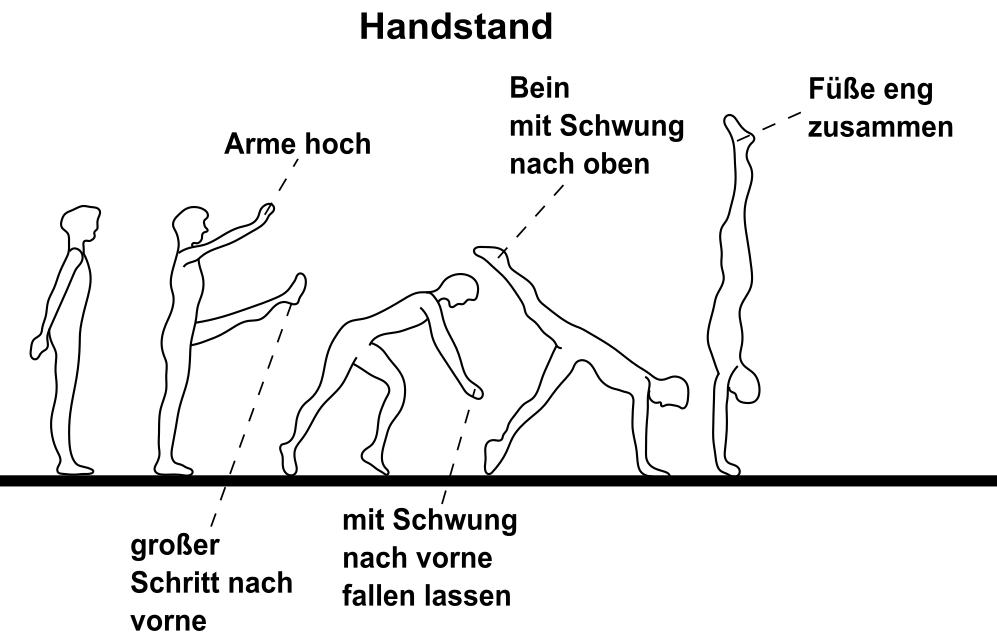 Handstand
Arme hoch
Bein
mit Schwung
nach oben
Füße eng
zusammen
großer
Schritt nach
vorne
mit Schwung
nach vorne
fallen lassen